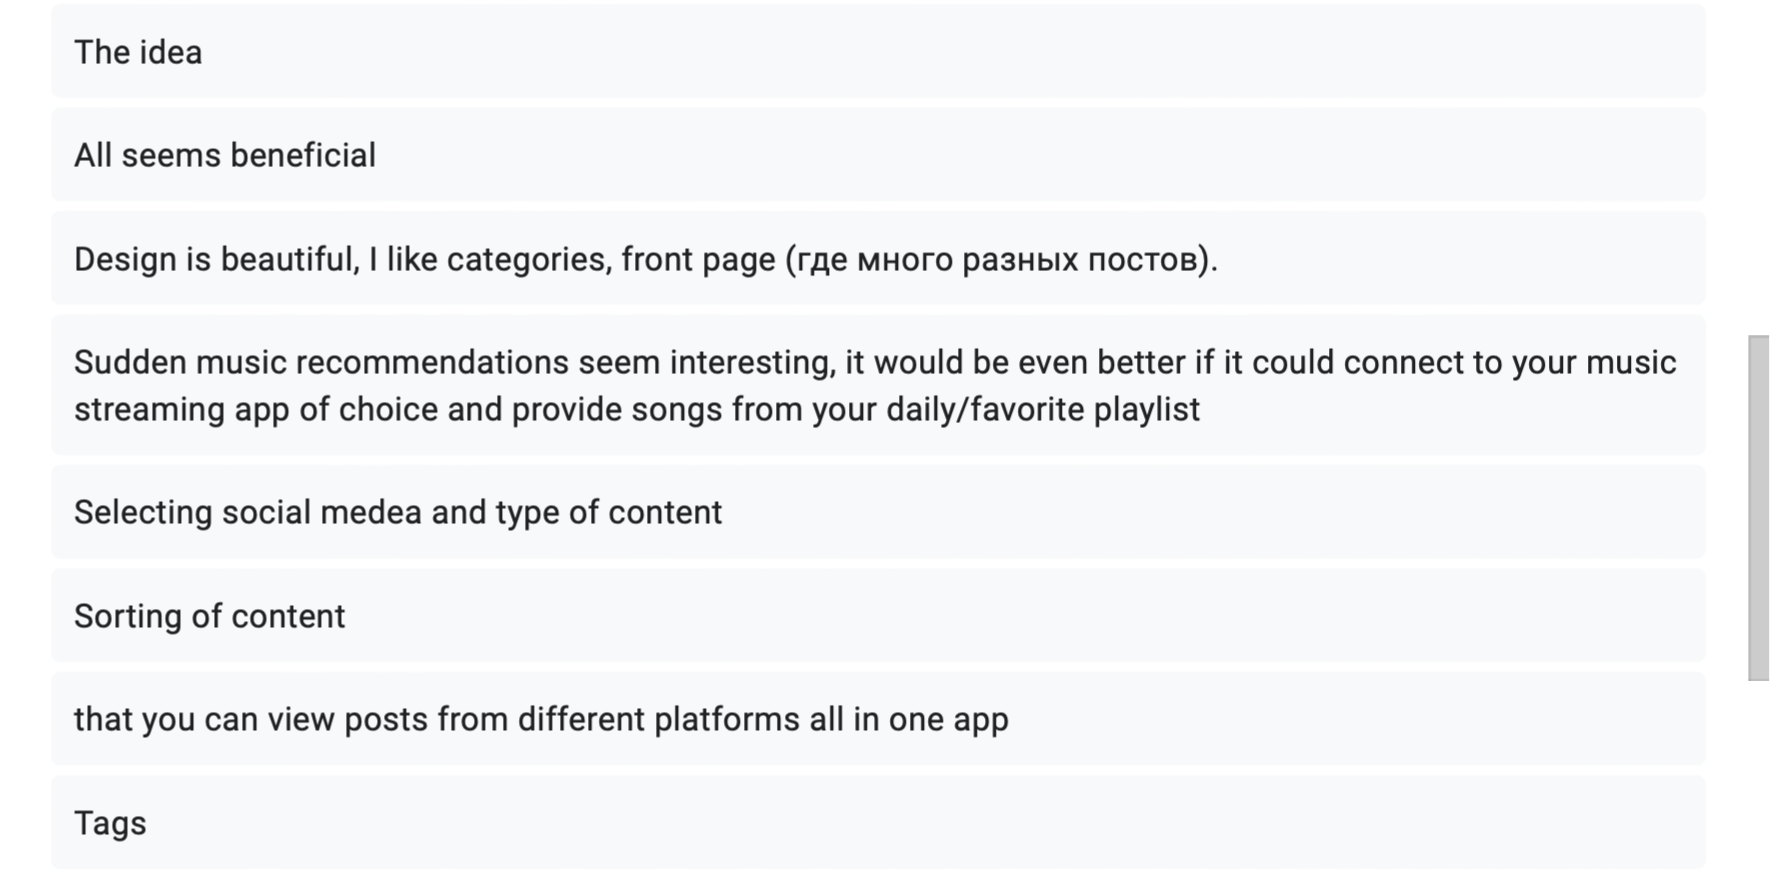 The idea
All seems beneficial
Design is beautiful, I like categories, front page (где много разных постов).
Sudden music recommendations seem interesting, it would be even better if it could connect to your music
streaming app of choice and provide songs from your daily/favorite playlist
Selecting social medea and type of content
Sorting of content
that you can view posts from different platforms all in one app
Tags